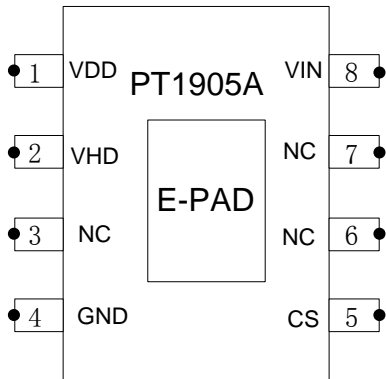 PT1905A
1 VDD VIN 8
2 VHD NC 7
E-PAD
3 NC NC 6
4 GND CS 5